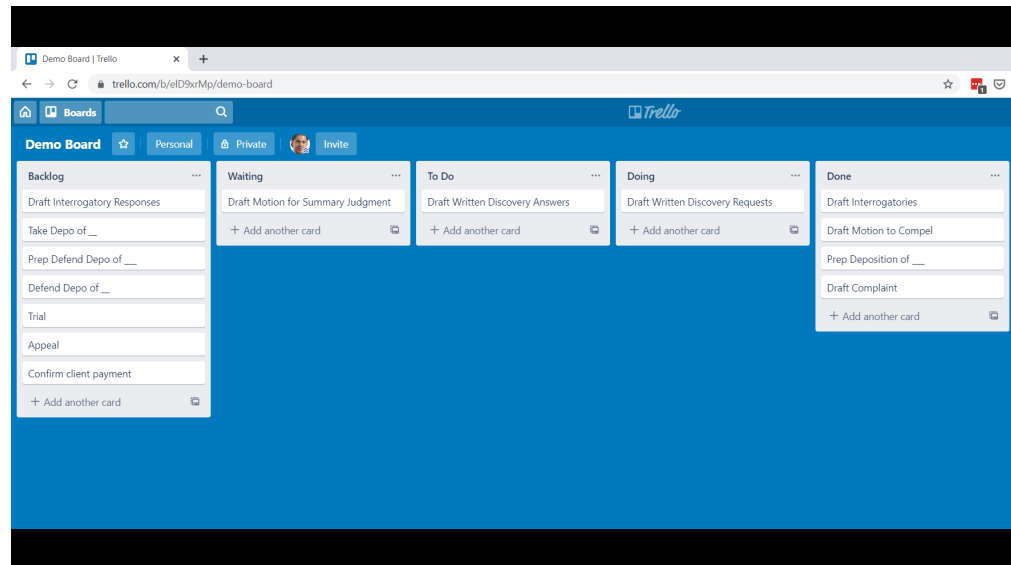 Demo Board | Trello
trello.com/b/elD9xrMp/demo-board
1
Boards
Trello
Demo Board
Personal
Private
Invite
Backlog
Draft Interrogatory Responses
Take Depo of __
Prep Defend Depo of ___
Defend Depo of __
Trial
Appeal
Confirm client payment
+ Add another card
Waiting
Draft Motion for Summary Judgment
+ Add another card
To Do
Draft Written Discovery Answers
+ Add another card
Doing
Draft Written Discovery Requests
+ Add another card
Done
Draft Interrogatories
Draft Motion to Compel
Prep Deposition of ___
Draft Complaint
+ Add another card